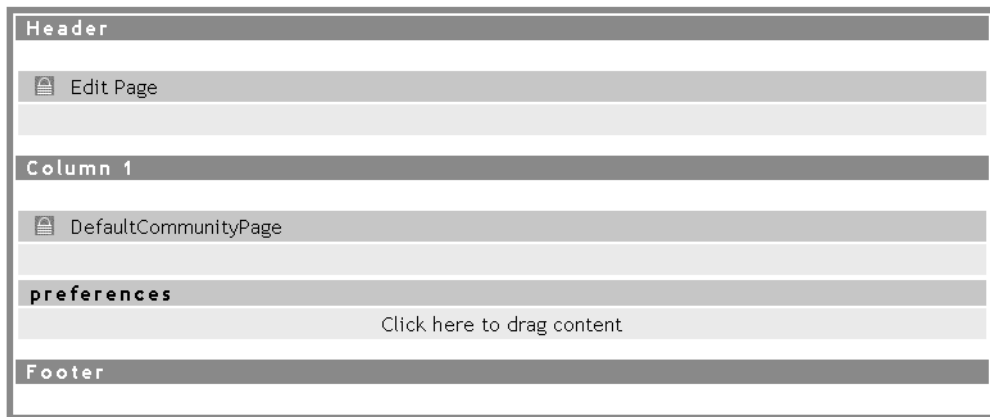 Header
Edit Page
Column 1
DefaultCommunityPage
preferences
Click here to drag content
Footer